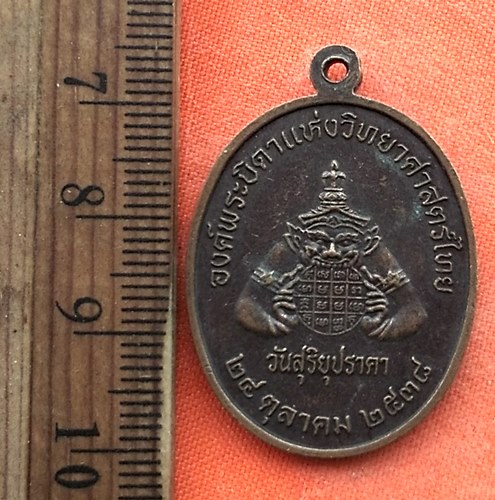 7
8
9
10
องค์พระบิดาแห่งวิทยาศาสตร์ไทย
วันสุริยุปราคา
๒๔ ตุลาคม ๒๕๓๘